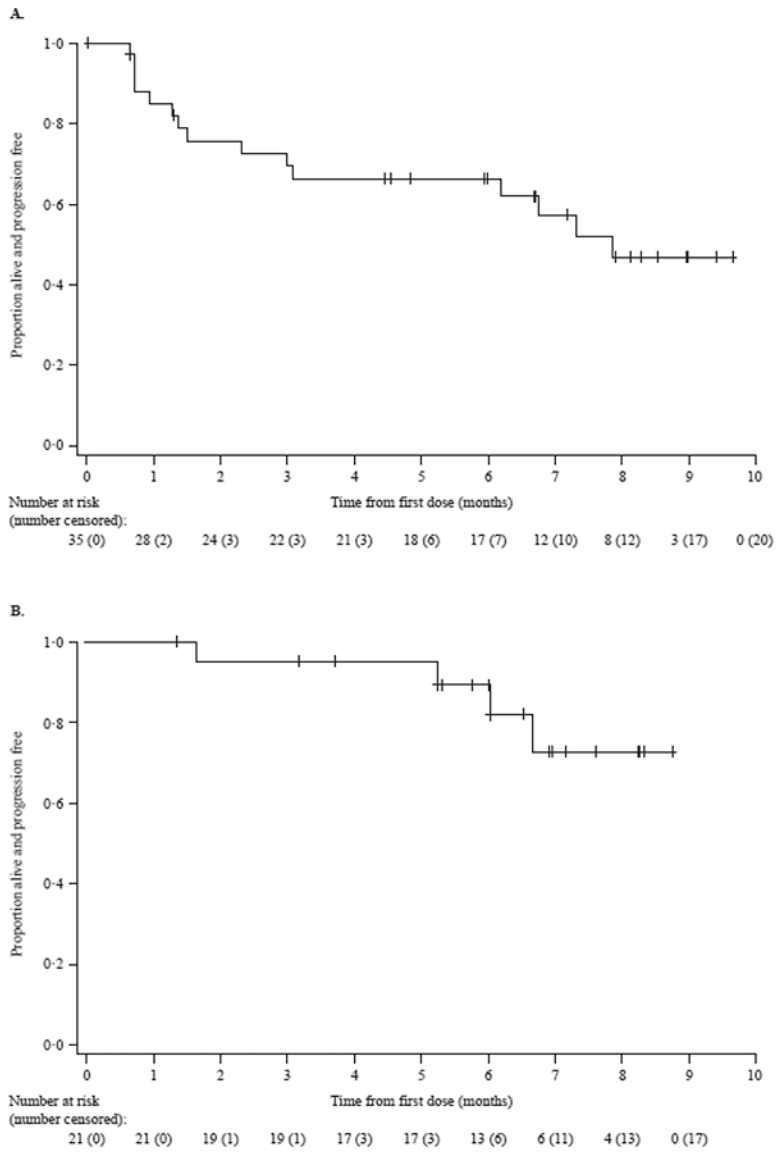 A.
1·0
0·8
0·6
0·4
0·2
0·0
Proportion alive and progression free
0 1 2 3 4 5 6 7 8 9 10
Number at risk
(number censored):
Time from first dose (months)
35 (0) 28 (2) 24 (3) 22 (3) 21 (3) 18 (6) 17 (7) 12 (10) 8 (12) 3 (17) 0 (20)
B.
1·0
0·8
0·6
0·4
0·2
0·0
Proportion alive and progression free
0 1 2 3 4 5 6 7 8 9 10
Number at risk
(number censored):
Time from first dose (months)
21 (0) 21 (0) 19 (1) 19 (1) 17 (3) 17 (3) 13 (6) 6 (11) 4 (13) 0 (17)